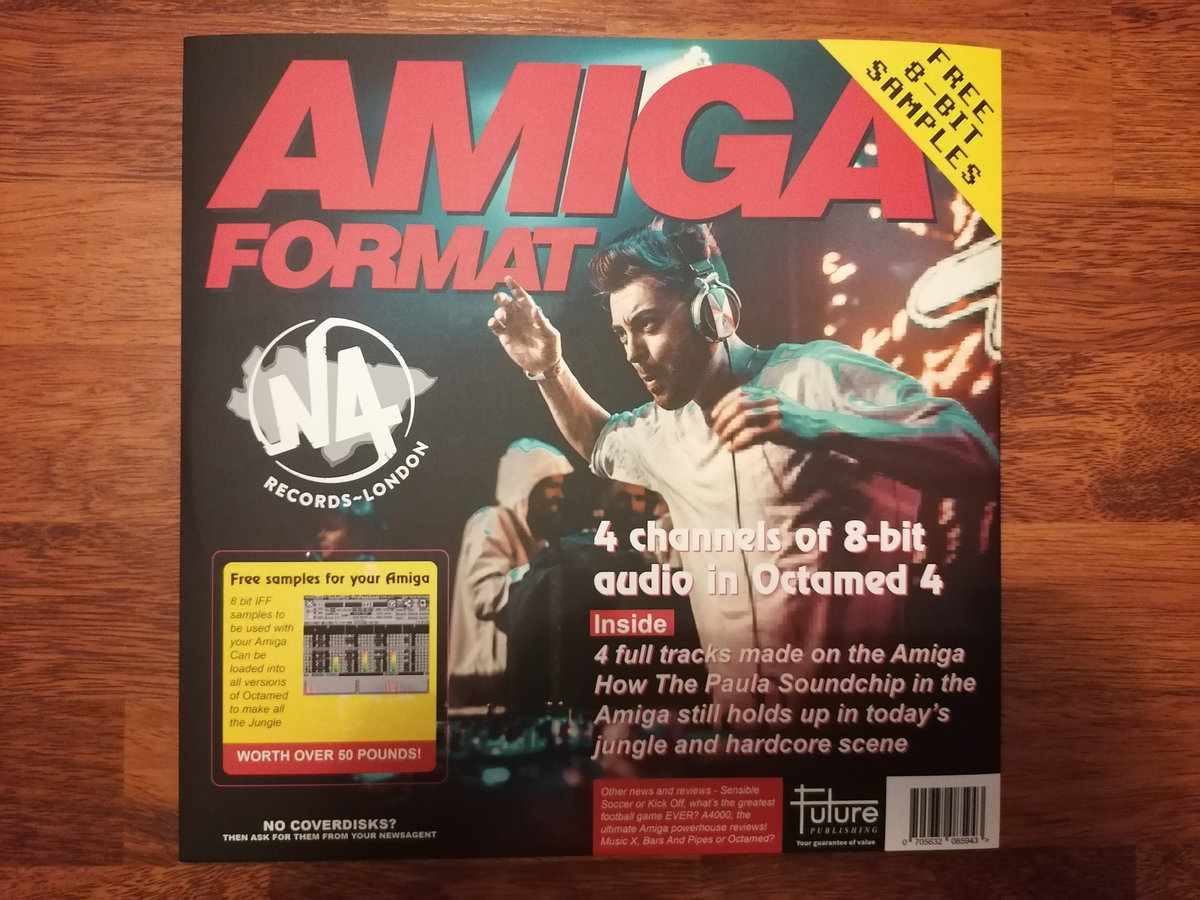 AMIGA
FORMAT
FREE
8-BIT
SAMPLES
N4
RECORDS~LONDON
4 channels of 8-bit
audio in Octamed 4
Inside
4 full tracks made on the Amiga
How The Paula Soundchip in the
Amiga still holds up in today's
jungle and hardcore scene
Free samples for your Amiga
8 bit IFF
samples to
be used with
your Amiga.
Can be
loaded into
all versions
of Octamed
to make all
the Jungle
WORTH OVER 50 POUNDS!
NO COVERDISKS?
THEN ASK FOR THEM FROM YOUR NEWSAGENT
Other news and reviews - Sensible
Soccer or Kick Off, what's the greatest
football game EVER? A4000, the
ultimate Amiga powerhouse reviews!
Music X, Bars And Pipes or Octamed?
Future
PUBLISHING
Your guarantee of value
0 705632 085943 >